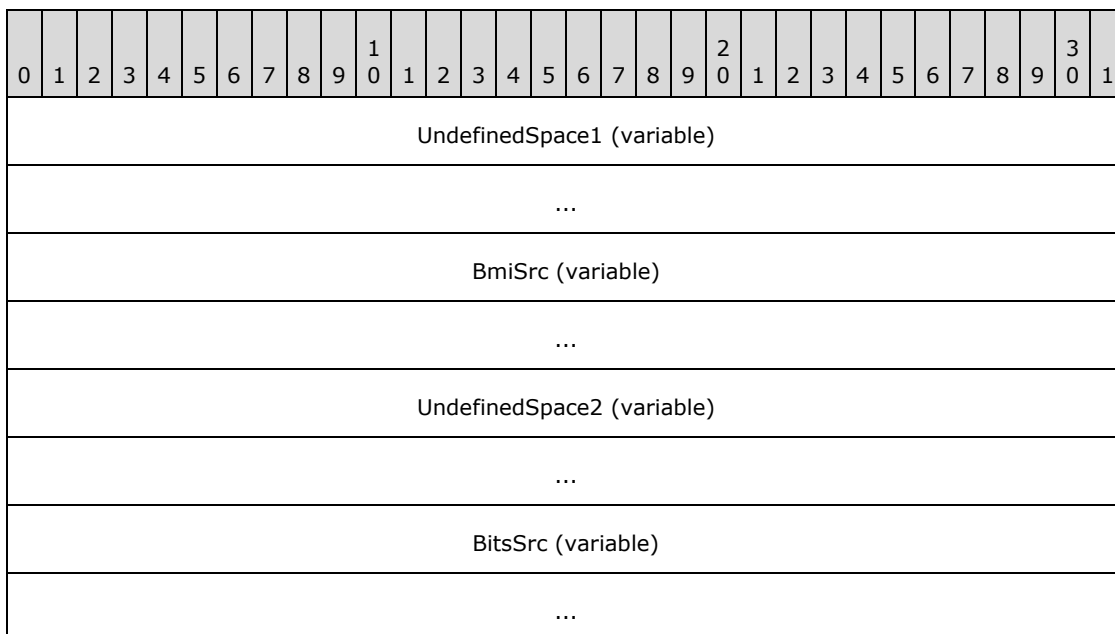 1 2 3
0 1 2 3 4 5 6 7 8 9 0 1 2 3 4 5 6 7 8 9 0 1 2 3 4 5 6 7 8 9 0 1
UndefinedSpace1 (variable)
...
BmiSrc (variable)
...
UndefinedSpace2 (variable)
...
BitsSrc (variable)
...